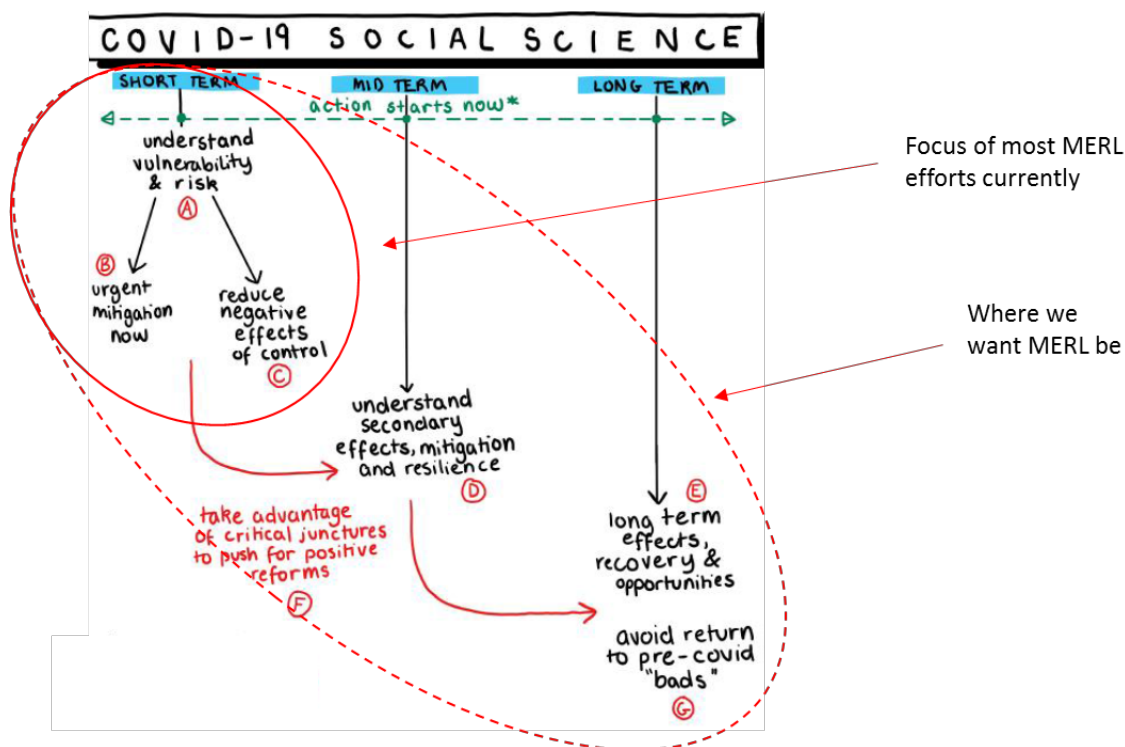 COVID-19 SOCIAL SCIENCE
SHORT TERM
MID TERM
LONG TERM
action starts now*
understand
vulnerability
& risk
A
B
urgent
mitigation
now
reduce
negative
effects
of control
C
understand
secondary
effects, mitigation
and resilience
D
take advantage
of critical junctures
to push for positive
reforms
F
E
long term
effects,
recovery &
opportunities
avoid return
to pre-covid
"bads"
G
Focus of most MERL
efforts currently
Where we
want MERL be